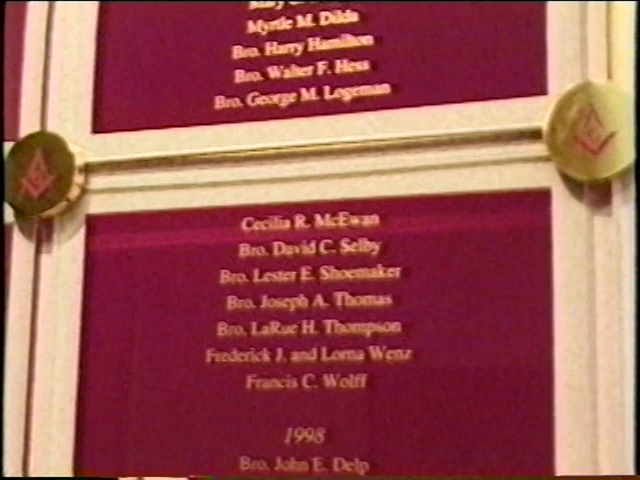 Myrtle M. Dilda
Bro. Harry Hamilton
Bro. Walter F. Hess
Bro. George M. Logeman
Cecilia R. McEwan
Bro. David C. Selby
Bro. Lester E. Shoemaker
Bro. Joseph A. Thomas
Bro. LaRue H. Thompson
Frederick J. and Lorna Wenz
Francis C. Wolff
1998
Bro. John E. Delp